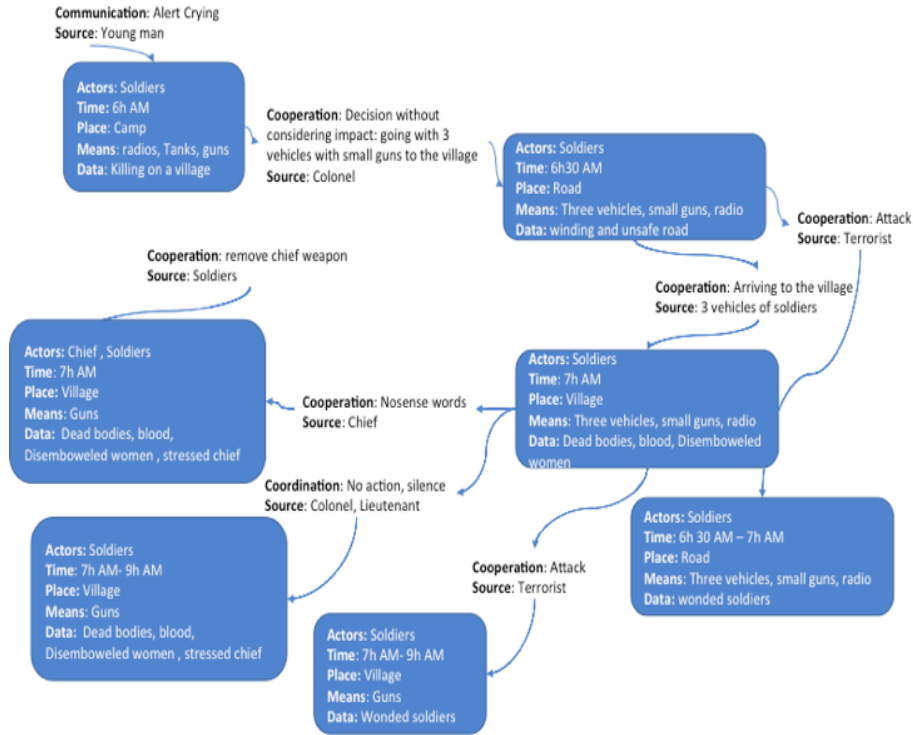 Communication: Alert Crying
Source: Young man
Actors: Soldiers
Time: 6h AM
Place: Camp
Means: radios, Tanks, guns
Data: Killing on a village
Cooperation: Decision without
considering impact: going with 3
vehicles with small guns to the village
Source: Colonel
Actors: Soldiers
Time: 6h30 AM
Place: Road
Means: Three vehicles, small guns, radio
Data: winding and unsafe road
Cooperation: Attack
Source: Terrorist
Cooperation: remove chief weapon
Source: Soldiers
Cooperation: Arriving to the village
Source: 3 vehicles of soldiers
Actors: Chief , Soldiers
Time: 7h AM
Place: Village
Means: Guns
Data: Dead bodies, blood,
Disemboweled women , stressed chief
Cooperation: Nosense words
Source: Chief
Actors: Soldiers
Time: 7h AM
Place: Village
Means: Three vehicles, small guns, radio
Data: Dead bodies, blood, Disemboweled
women
Coordination: No action, silence
Source: Colonel, Lieutenant
Actors: Soldiers
Time: 6h 30 AM – 7h AM
Place: Road
Means: Three vehicles, small guns, radio
Data: wonded soldiers
Actors: Soldiers
Time: 7h AM- 9h AM
Place: Village
Means: Guns
Data: Dead bodies, blood,
Disemboweled women , stressed chief
Cooperation: Attack
Source: Terrorist
Actors: Soldiers
Time: 7h AM- 9h AM
Place: Village
Means: Guns
Data: Wonded soldiers